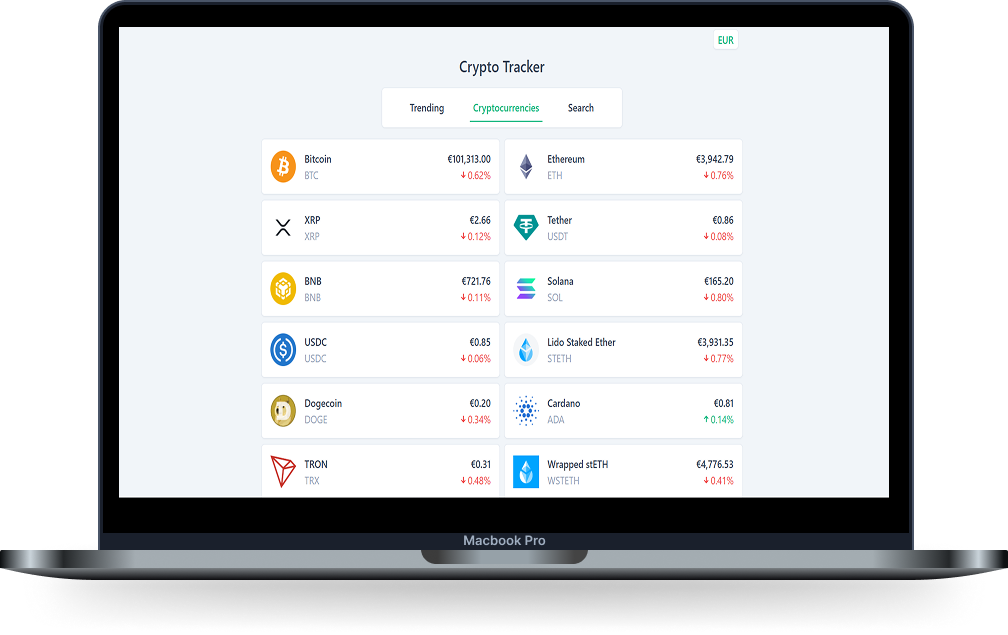 EUR
Crypto Tracker
Trending Cryptocurrencies Search
Bitcoin €101,313.00
BTC ↓ 0.62%
Ethereum €3,942.79
ETH ↓ 0.76%
XRP €2.66
XRP ↓ 0.12%
Tether €0.86
USDT ↓ 0.08%
BNB €721.76
BNB ↓ 0.11%
Solana €165.20
SOL ↓ 0.80%
USDC €0.85
USDC ↓ 0.06%
Lido Staked Ether €3,931.35
STETH ↓ 0.77%
Dogecoin €0.20
DOGE ↓ 0.34%
Cardano €0.81
ADA ↑ 0.14%
TRON €0.31
TRX ↓ 0.48%
Wrapped stETH €4,776.53
WSTETH ↓ 0.41%
Macbook Pro